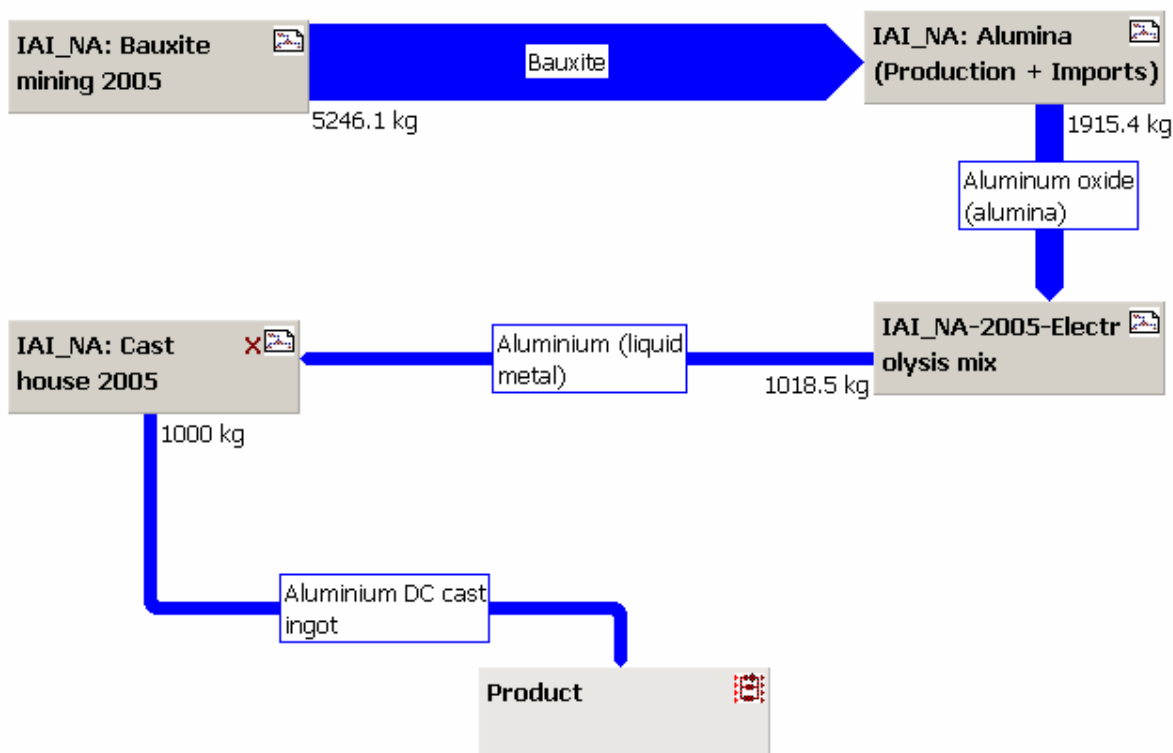 IAI_NA: Bauxite
mining 2005
Bauxite
5246.1 kg
IAI_NA: Alumina
(Production + Imports)
1915.4 kg
Aluminum oxide
(alumina)
IAI_NA-2005-Electr
olysis mix
1018.5 kg
Aluminium (liquid
metal)
IAI_NA: Cast
house 2005
X
1000 kg
Aluminium DC cast
ingot
Product